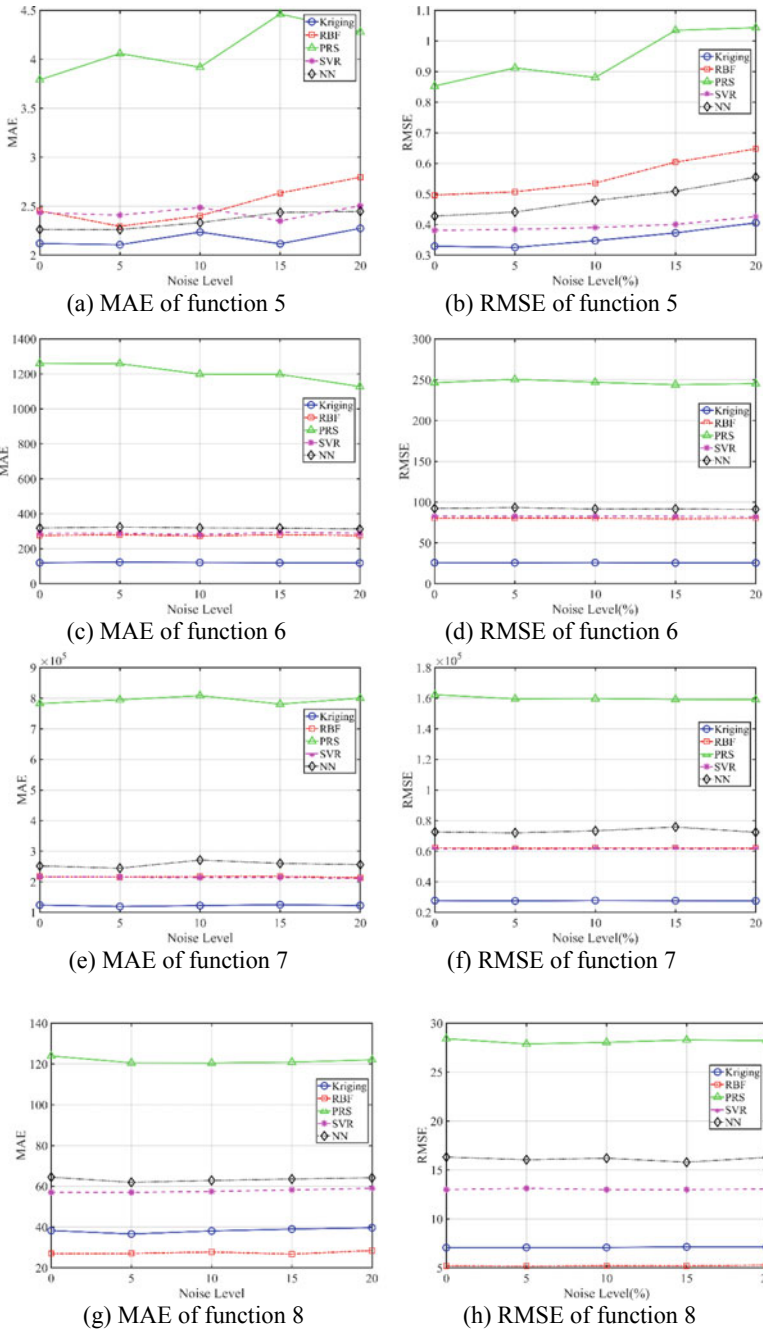 4.5
4
3.5
3
2.5
2
MAE
0 5 10 15 20
Noise Level
Kriging
RBF
PRS
SVR
NN
1.1
1
0.9
0.8
0.7
0.6
0.5
0.4
0.3
RMSE
0 5 10 15 20
Noise Level(%)
Kriging
RBF
PRS
SVR
NN
(a) MAE of function 5
(b) RMSE of function 5
1400
1200
1000
800
600
400
200
0
MAE
0 5 10 15 20
Noise Level
Kriging
RBF
PRS
SVR
NN
300
250
200
150
100
50
0
RMSE
0 5 10 15 20
Noise Level(%)
Kriging
RBF
PRS
SVR
NN
(c) MAE of function 6
(d) RMSE of function 6
×10⁵
9
8
7
6
5
4
3
2
1
MAE
0 5 10 15 20
Noise Level
Kriging
RBF
PRS
SVR
NN
×10⁵
1.8
1.6
1.4
1.2
1
0.8
0.6
0.4
0.2
RMSE
0 5 10 15 20
Noise Level(%)
Kriging
RBF
PRS
SVR
NN
(e) MAE of function 7
(f) RMSE of function 7
140
120
100
80
60
40
20
MAE
0 5 10 15 20
Noise Level
Kriging
RBF
PRS
SVR
NN
30
25
20
15
10
5
RMSE
0 5 10 15 20
Noise Level(%)
Kriging
RBF
PRS
SVR
NN
(g) MAE of function 8
(h) RMSE of function 8